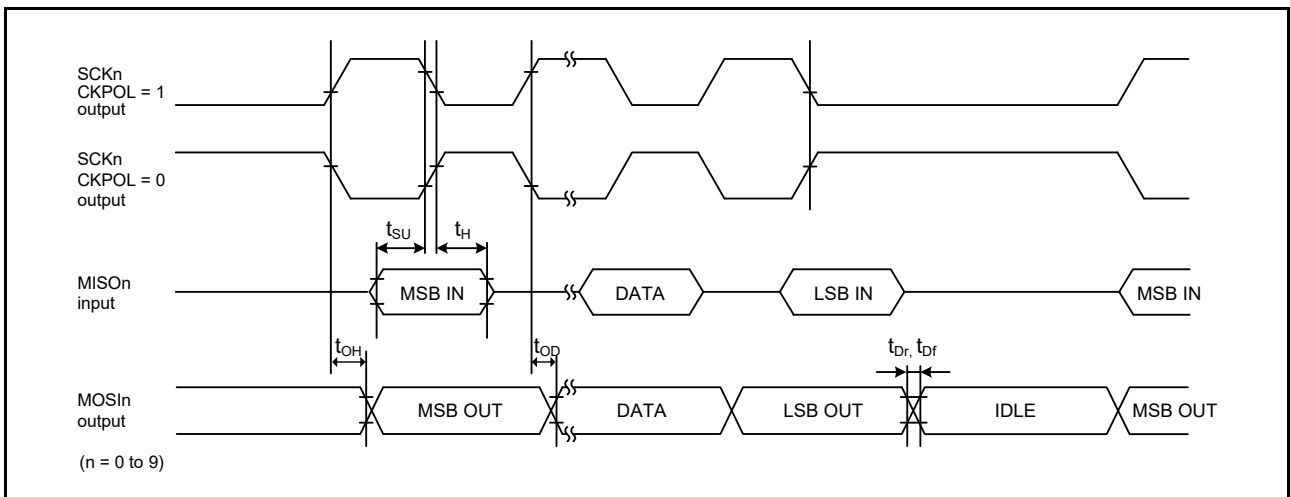 SCKn
CKPOL = 1
output
SCKn
CKPOL = 0
output
tSU
tH
MISOn
input
MSB IN
DATA
LSB IN
MSB IN
tOH
tOD
tDr, tDf
MOSIn
output
MSB OUT
DATA
LSB OUT
IDLE
MSB OUT
(n = 0 to 9)